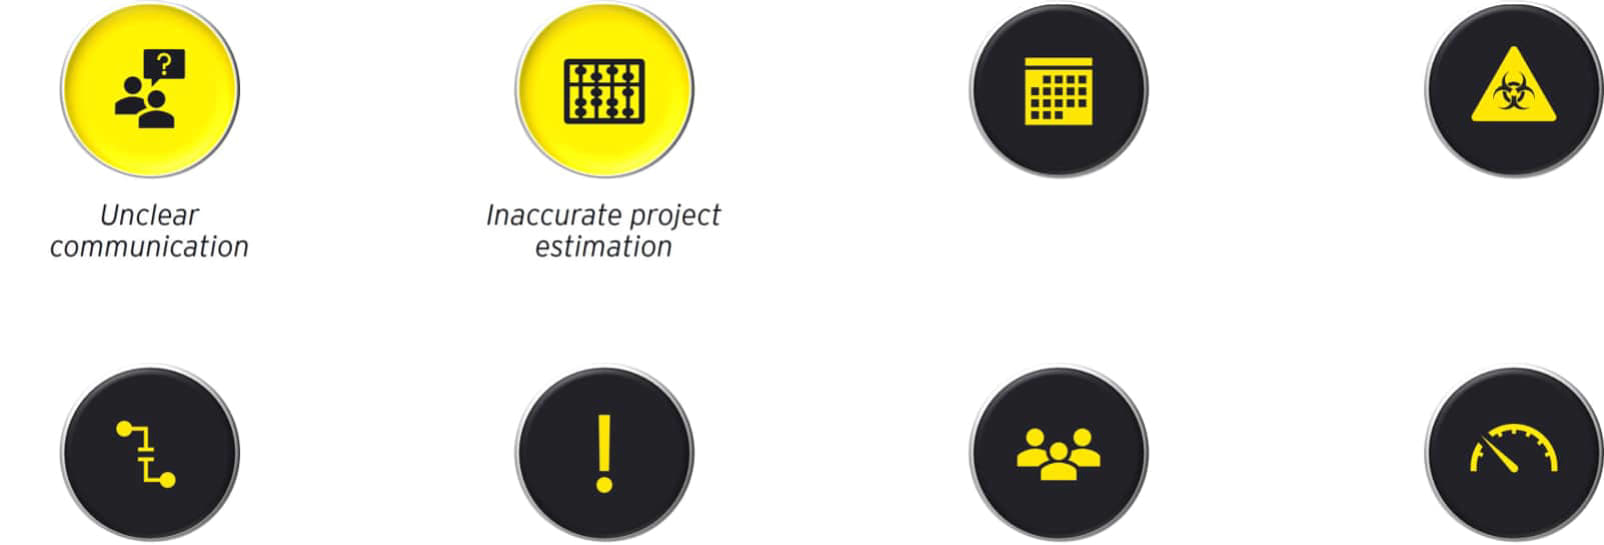 ?
Unclear
communication
Inaccurate project
estimation
!